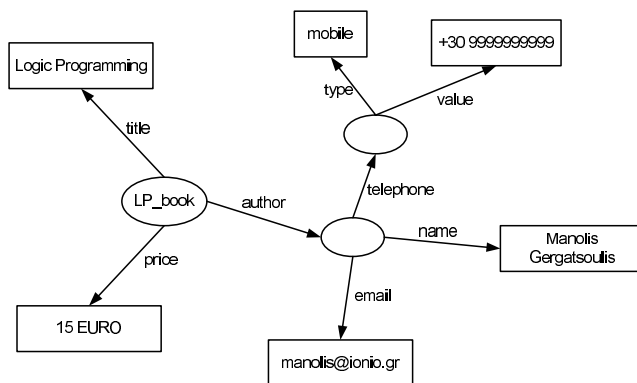 mobile
+30 9999999999
Logic Programming
type
value
title
telephone
LP_book
author
name
Manolis
Gergatsoulis
price
email
15 EURO
manolis@ionio.gr